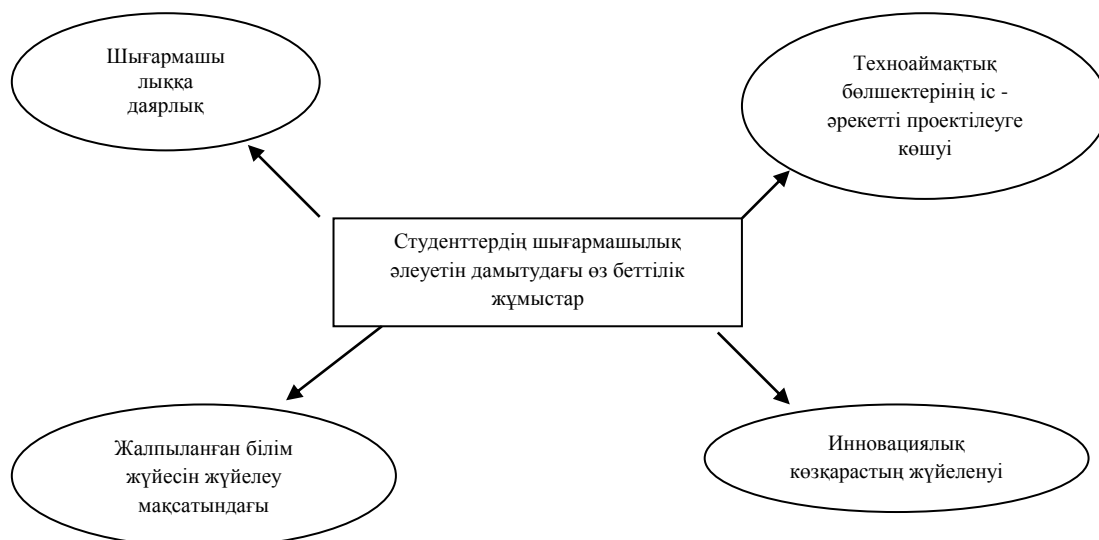 Шығармашы
лыққа
даярлық
Техноаймақтық
бөлшектерінің іс -
әрекетті проектілеуге
көшуі
Студенттердің шығармашылық
әлеуетін дамытудағы өз беттілік
жұмыстар
Жалпыланған білім
жүйесін жүйелеу
мақсатындағы
Инновациялық
көзқарастың жүйеленуі